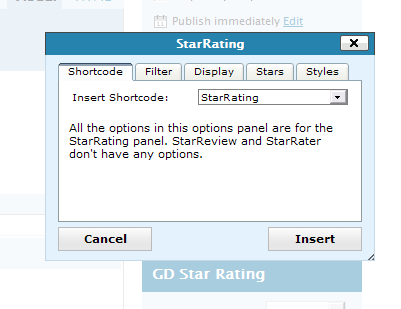 Publish immediately Edit
StarRating
Shortcode Filter Display Stars Styles
Insert Shortcode: StarRating
All the options in this options panel are for the
StarRating panel. StarReview and StarRater
don't have any options.
Cancel Insert
GD Star Rating